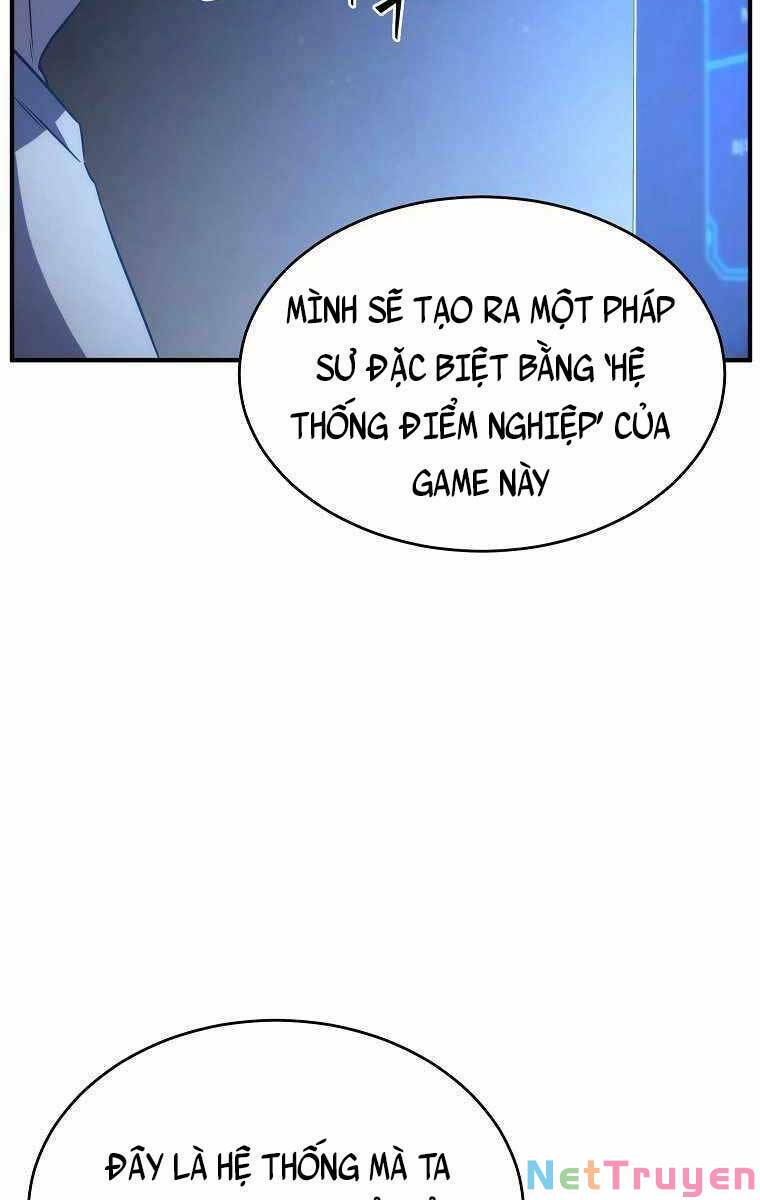 MÌNH SẼ TẠO RA MỘT PHÁP
SƯ ĐẶC BIỆT BẰNG 'HỆ
THỐNG ĐIỂM NGHIỆP' CỦA
GAME NÀY
ĐÂY LÀ HỆ THỐNG MÀ TA
NetTruyen